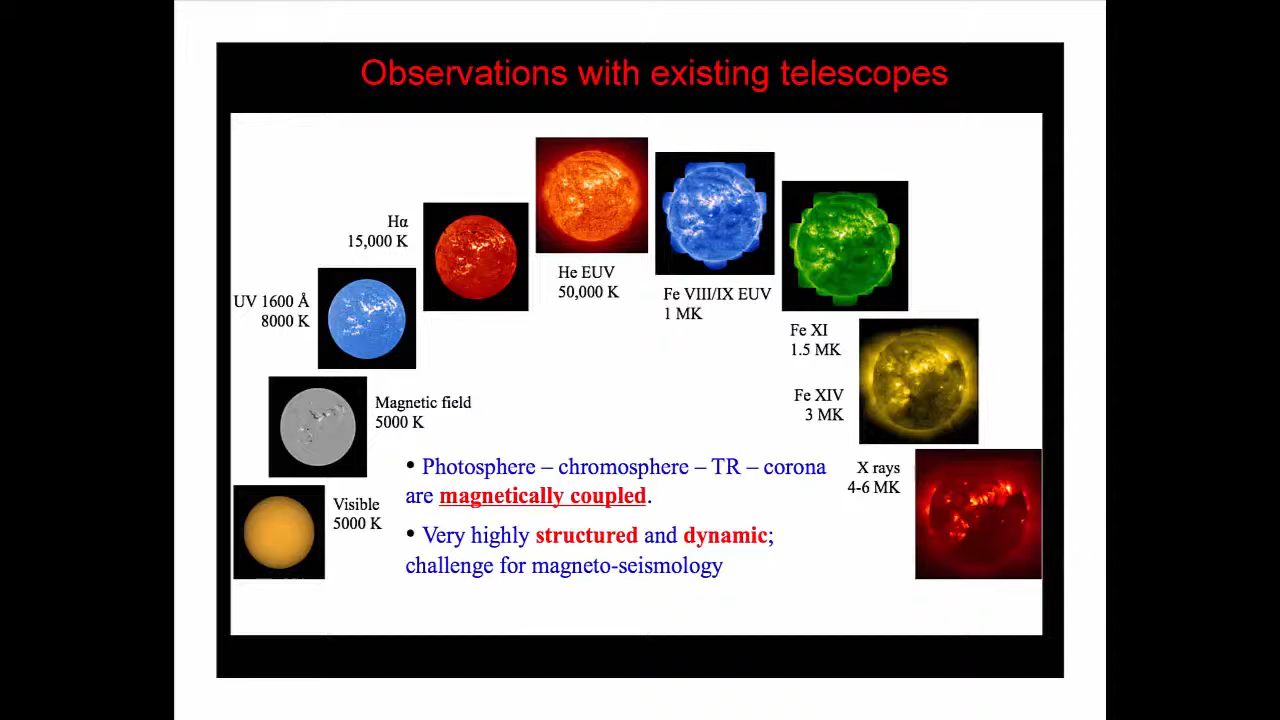 Observations with existing telescopes
Hα
15,000 K
He EUV
50,000 K
Fe VIII/IX EUV
1 MK
UV 1600 Å
8000 K
Fe XI
1.5 MK
Magnetic field
5000 K
Fe XIV
3 MK
• Photosphere – chromosphere – TR – corona
are magnetically coupled.
X rays
4-6 MK
Visible
5000 K
• Very highly structured and dynamic;
challenge for magneto-seismology